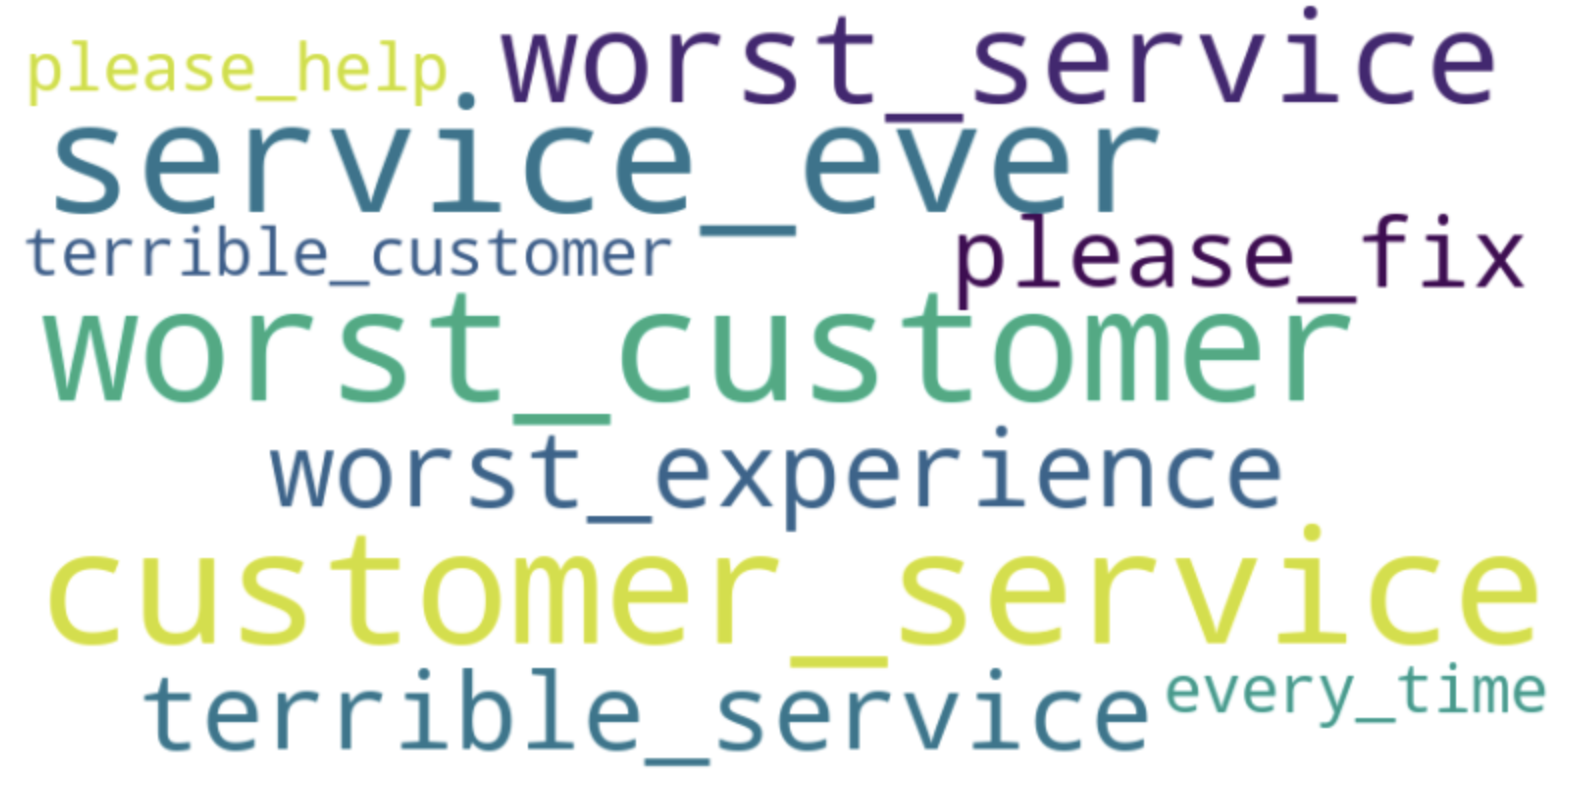 please_help worst_service
service_ever
terrible_customer please_fix
worst_customer
worst_experience
customer_service
terrible_service every_time